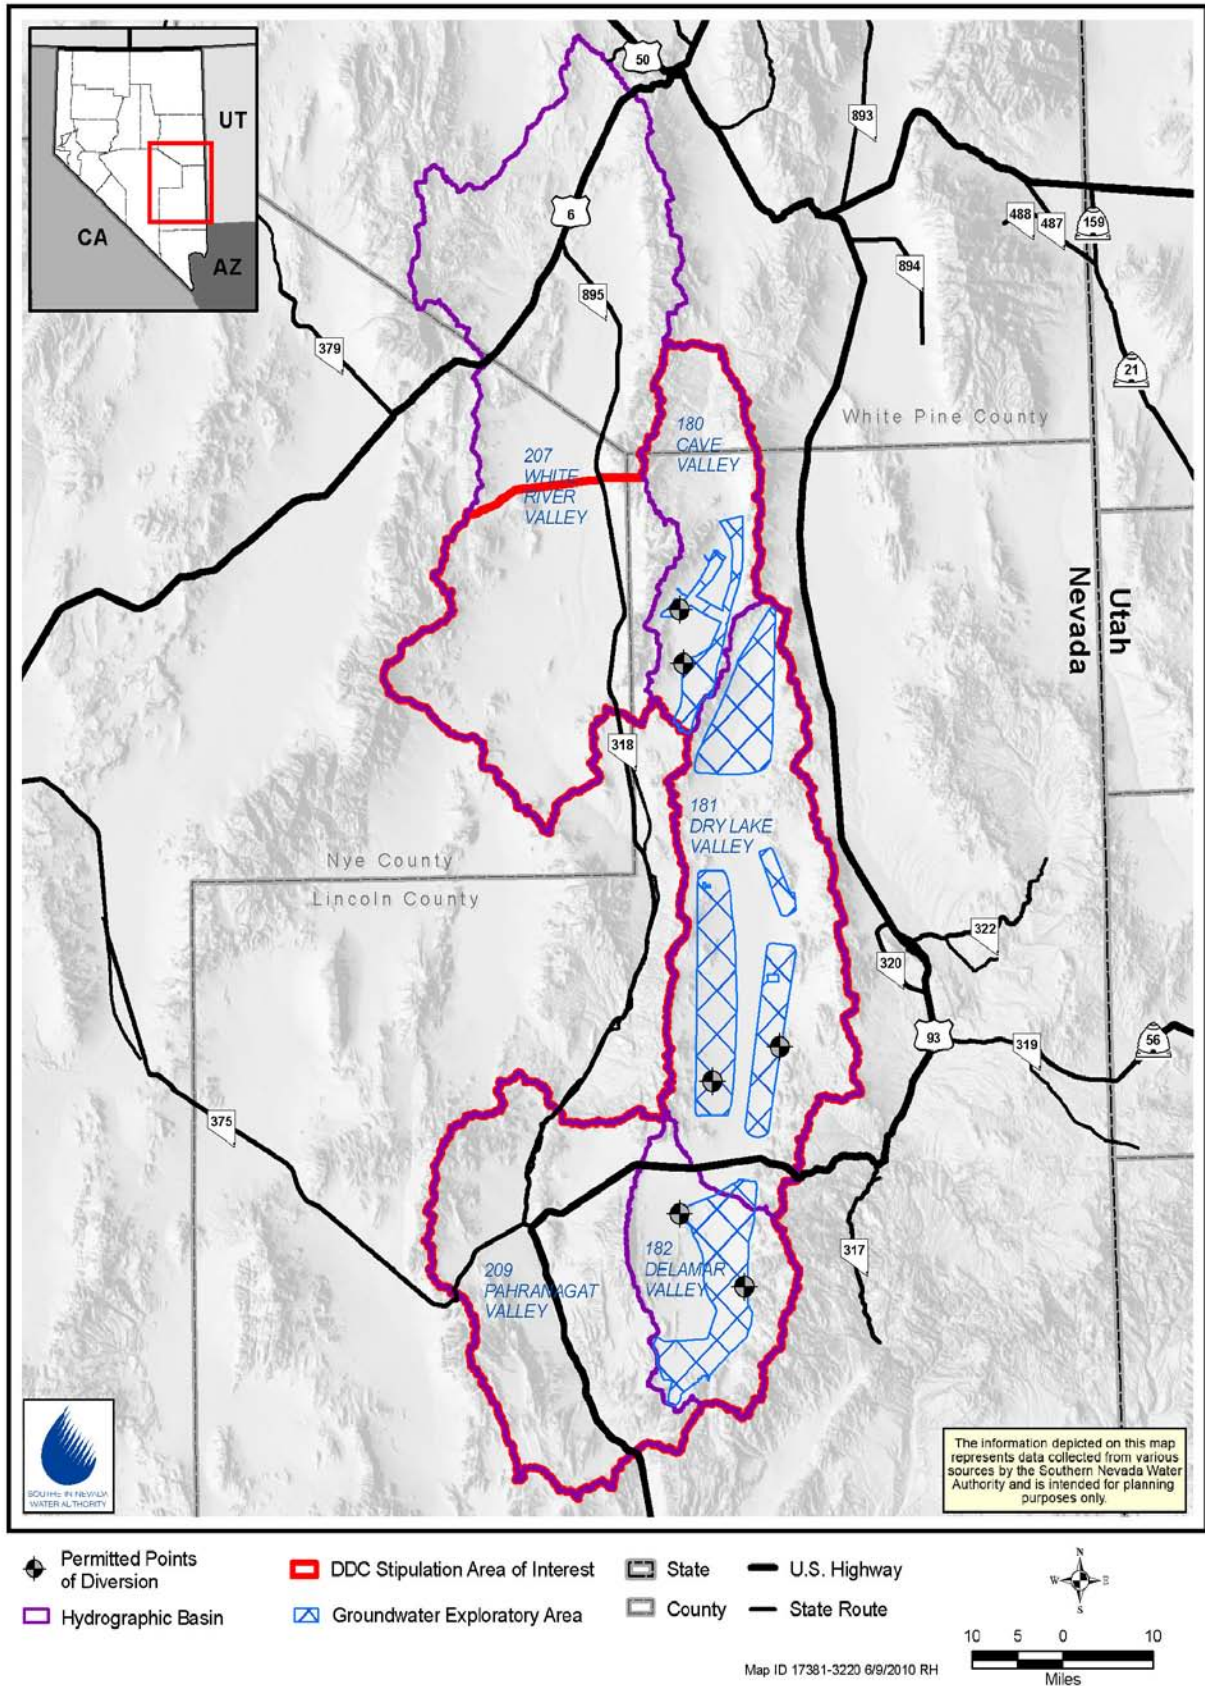 50
UT
893
6
CA
488
487
159
AZ
894
895
379
21
180
CAVE
VALLEY
White Pine County
207
WHITE
RIVER
VALLEY
Nevada
Utah
318
181
DRY LAKE
VALLEY
Nye County
Lincoln County
322
320
93
319
56
375
317
182
DELAMAR
VALLEY
209
PAHRANAGAT
VALLEY
NEVADA
WATER AUTHORITY
The information depicted on this map
represents data collected from various
sources by the Southern Nevada Water
Authority and is intended for planning
purposes only.
Permitted Points
of Diversion
DDC Stipulation Area of Interest
State
U.S. Highway
Hydrographic Basin
Groundwater Exploratory Area
County
State Route
N
W
E
S
10 5 0 10
Miles
Map ID 17381-3220 6/9/2010 RH